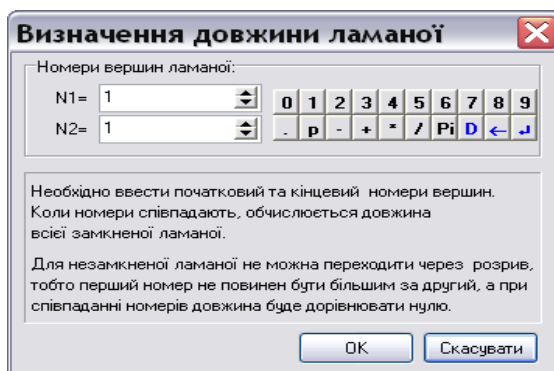 Визначення довжини ламаної
Номери вершин ламаної:
N1= 1
0 1 2 3 4 5 6 7 8 9
N2= 1
. p - + * / Pi D ← ↲
Необхідно ввести початковий та кінцевий номери вершин.
Коли номери співпадають, обчислюється довжина
всієї замкненої ламаної.
Для незамкненої ламаної не можна переходити через розрив,
тобто перший номер не повинен бути більшим за другий, а при
співпаданні номерів довжина буде дорівнювати нулю.
OK Скасувати